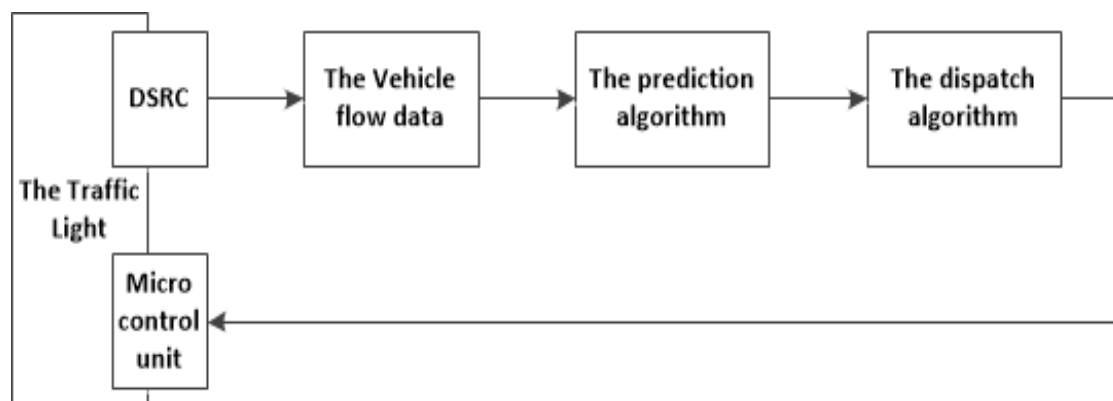 DSRC
The Vehicle
flow data
The prediction
algorithm
The dispatch
algorithm
The Traffic
Light
Micro
control
unit